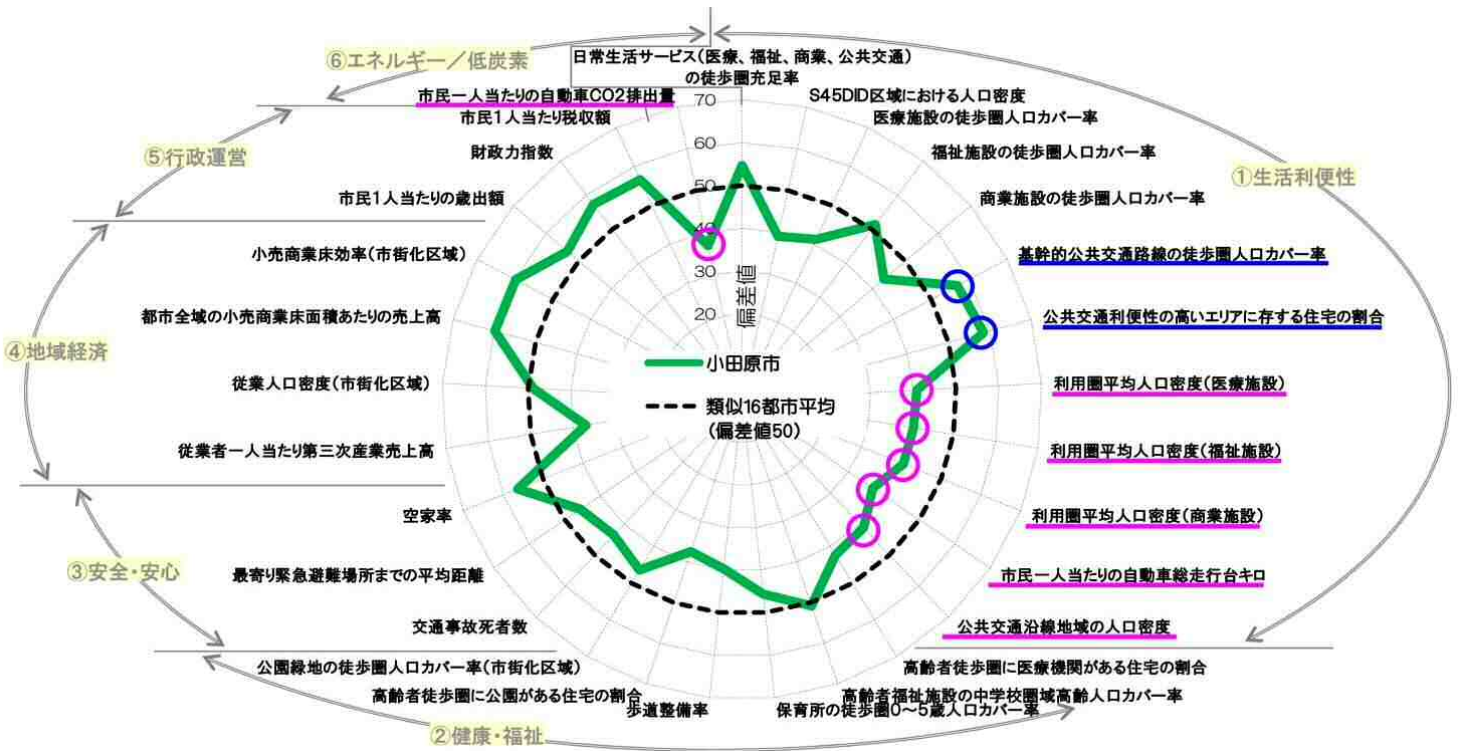 ⑥エネルギー／低炭素
日常生活サービス（医療、福祉、商業、公共交通）
の徒歩圏充足率
市民一人当たりの自動車CO2排出量
70
S45DID区域における人口密度
市民1人当たり税収額
医療施設の徒歩圏人口カバー率
⑤行政運営
財政力指数
60
福祉施設の徒歩圏人口カバー率
①生活利便性
市民1人当たりの歳出額
50
商業施設の徒歩圏人口カバー率
40
小売商業床効率（市街化区域）
基幹的公共交通路線の徒歩圏人口カバー率
30
偏差値
都市全域の小売商業床面積あたりの売上高
20
公共交通利便性の高いエリアに存する住宅の割合
④地域経済
小田原市
従業人口密度（市街化区域）
利用圏平均人口密度（医療施設）
類似16都市平均
（偏差値50）
従業者一人当たり第三次産業売上高
利用圏平均人口密度（福祉施設）
空家率
利用圏平均人口密度（商業施設）
③安全・安心
最寄り緊急避難場所までの平均距離
市民一人当たりの自動車総走行台キロ
交通事故死者数
公共交通沿線地域の人口密度
公園緑地の徒歩圏人口カバー率（市街化区域）
高齢者徒歩圏に医療機関がある住宅の割合
高齢者徒歩圏に公園がある住宅の割合
高齢者福祉施設の中学校圏域高齢人口カバー率
歩道整備率
保育所の徒歩圏0～5歳人口カバー率
②健康・福祉